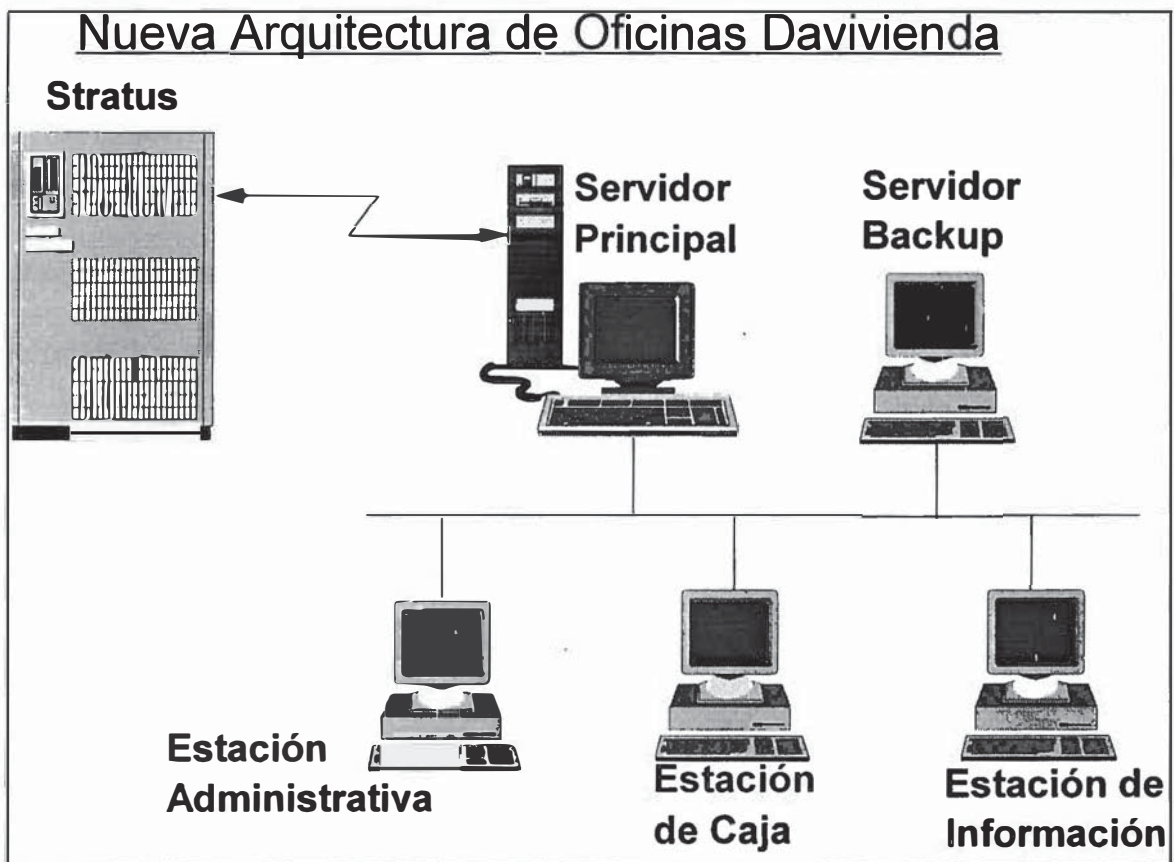 Nueva Arquitectura de Oficinas Davivienda
Stratus
Servidor
Principal
Servidor
Backup
Estación
Administrativa
Estación
de Caja
Estación de
Información